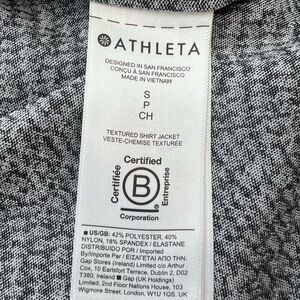 ATHLETA
DESIGNED IN SAN FRANCISCO
CONÇU À SAN FRANCISCO
MADE IN VIETNAM
S
P
CH
TEXTURED SHIRT JACKET
VESTE-CHEMISE TEXTURÉE
Certified
Certifiée
B
Entreprise
Corporation
US/GB: 42% POLYESTER, 40%
NYLON, 18% SPANDEX / ELASTANE
DISTRIBUIDO POR / Imported
By/Importe Par / ΕΙΣΑΓΕΤΑΙ ΑΠΟ ΤΗΝ:
Gap Stores (Ireland) Limited c/o Arthur
Cox, 10 Earlsfort Terrace, Dublin 2, D02
T380, Ireland Gap (UK Holdings)
Limited, 2nd Floor Nations House, 103
Wigmore Street, London, W1U 1QS, UK